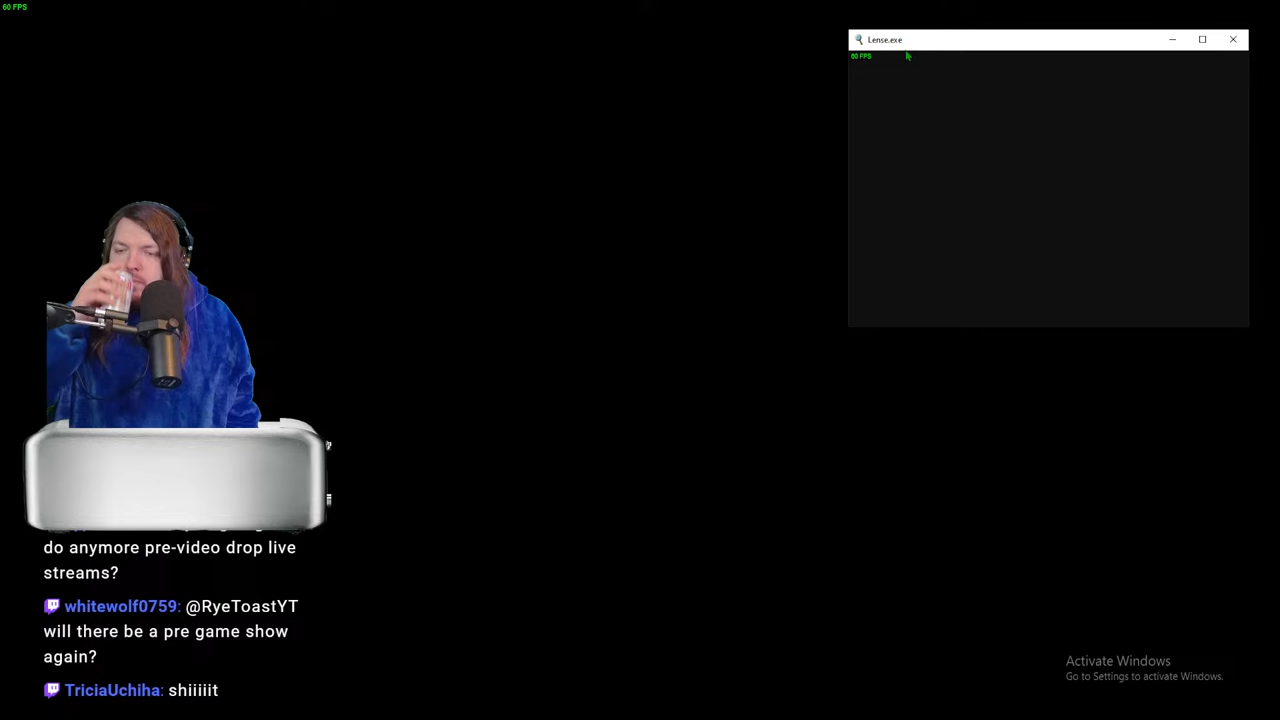 60 FPS
Lense.exe
60 FPS
do anymore pre-video drop live
streams?
whitewolf0759: @RyeToastYT
will there be a pre game show
again?
TriciaUchiha: shiiiiit
Activate Windows
Go to Settings to activate Windows.